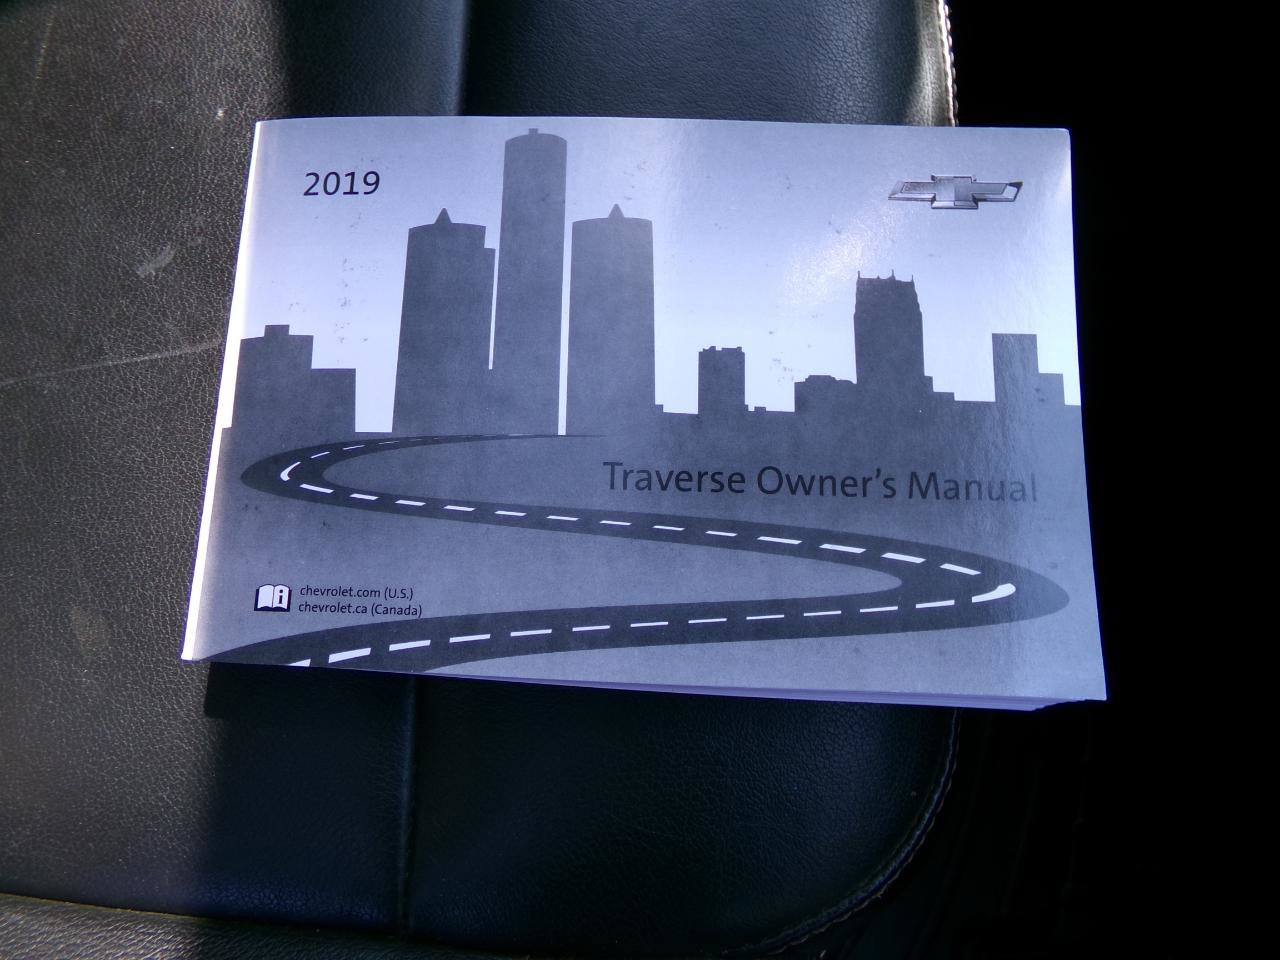 2019
Traverse Owner's Manual
chevrolet.com (U.S.)
chevrolet.ca (Canada)